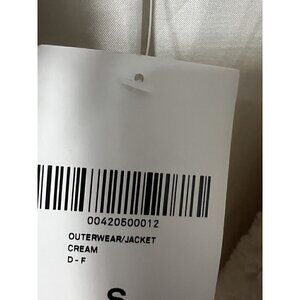 00420500012
OUTERWEAR/JACKET
CREAM
D - F
S